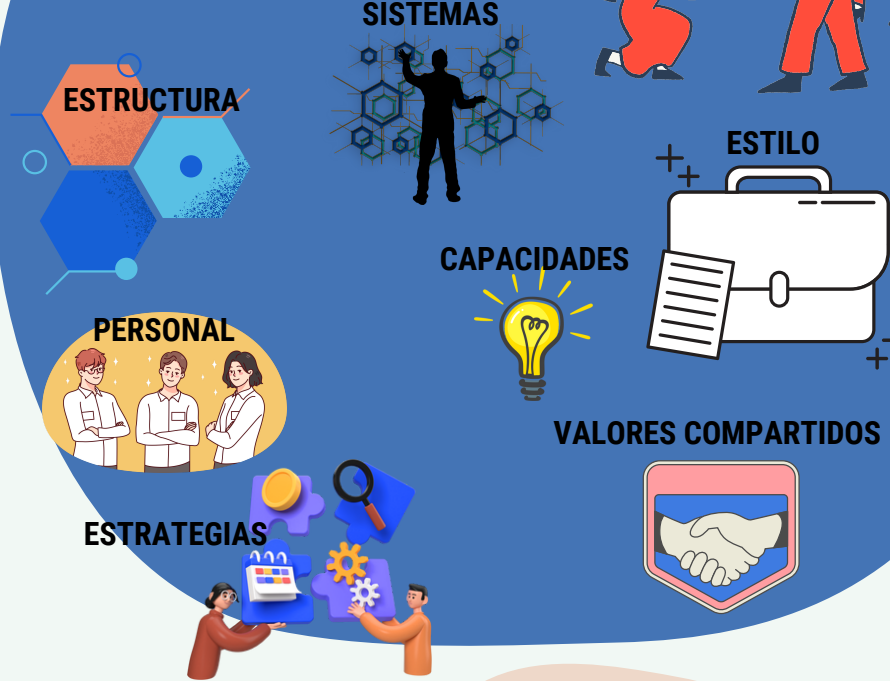 SISTEMAS
ESTRUCTURA
ESTILO
CAPACIDADES
PERSONAL
VALORES COMPARTIDOS
ESTRATEGIAS